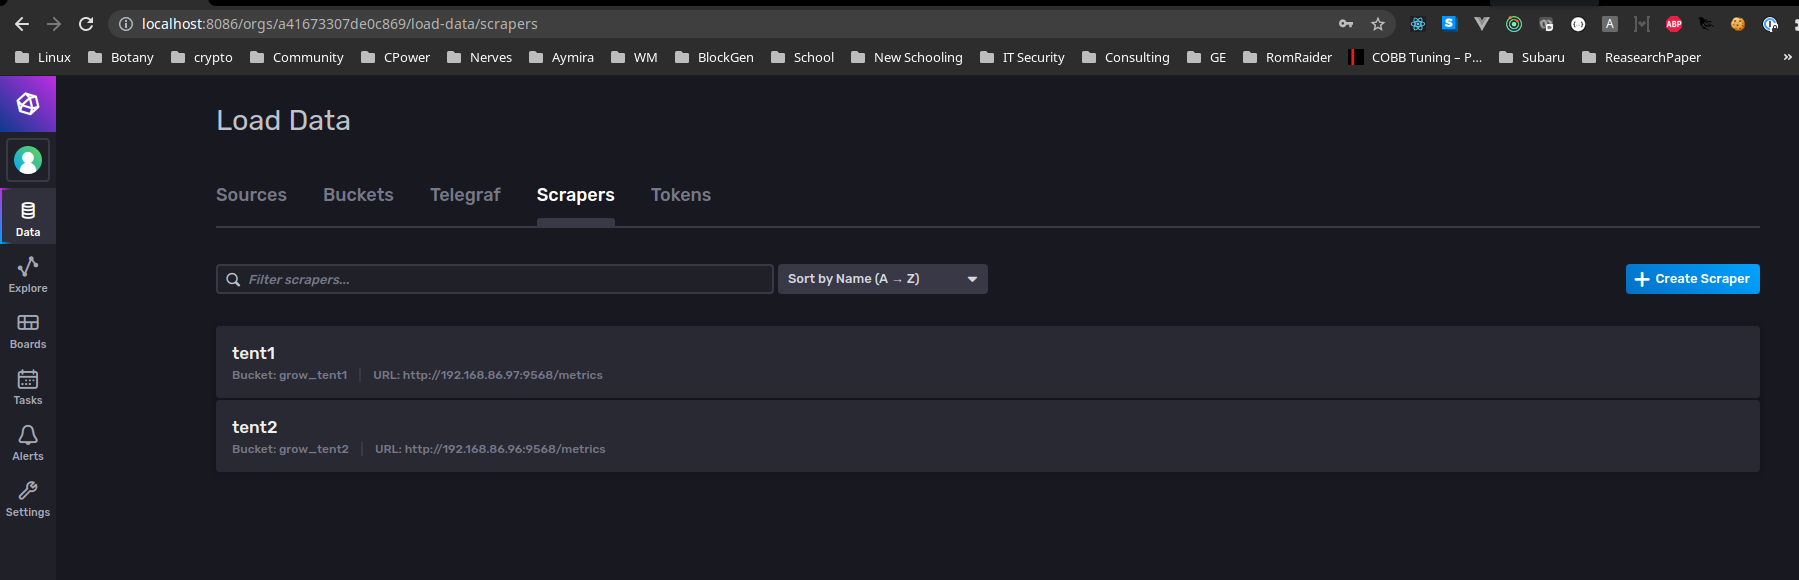 localhost:8086/orgs/a41673307de0c869/load-data/scrapers
A
ABP
Linux Botany crypto Community CPower Nerves Aymira WM BlockGen School New Schooling IT Security Consulting GE RomRaider COBB Tuning – P... Subaru ReasearchPaper »
Load Data
Sources Buckets Telegraf Scrapers Tokens
Data
Explore
Boards
Tasks
Alerts
Settings
Filter scrapers... Sort by Name (A → Z) Create Scraper
tent1
Bucket: grow_tent1 | URL: http://192.168.86.97:9568/metrics
tent2
Bucket: grow_tent2 | URL: http://192.168.86.96:9568/metrics